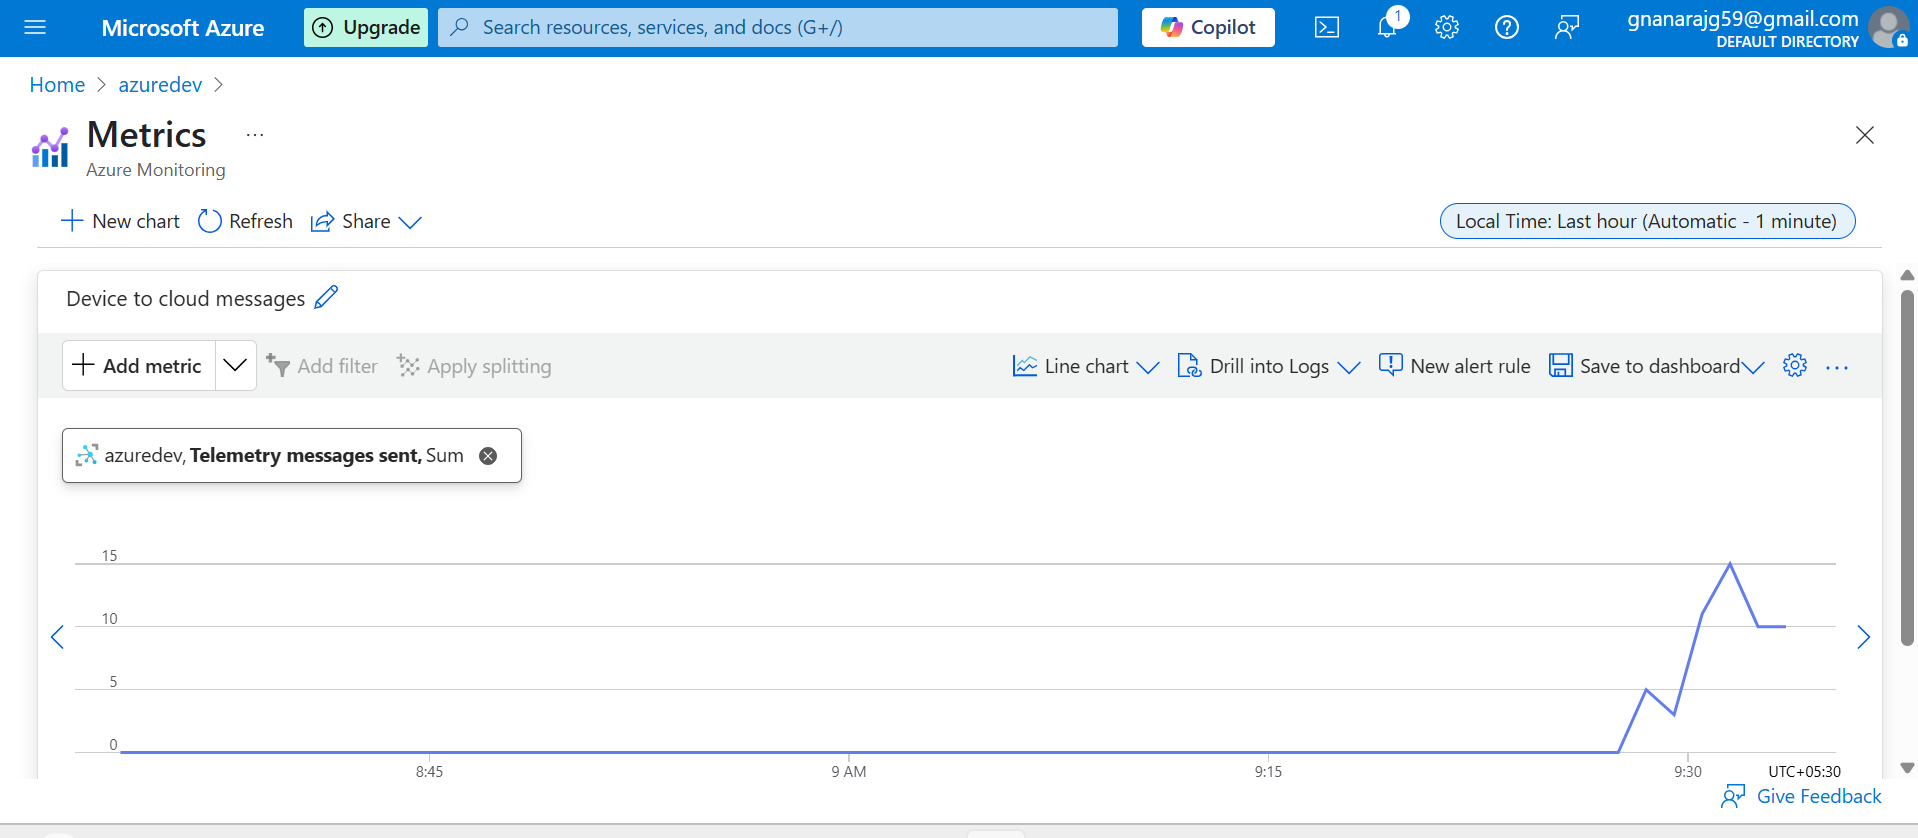 Microsoft Azure
Upgrade
Search resources, services, and docs (G+/)
Copilot
1
gnanarajg59@gmail.com
DEFAULT DIRECTORY
Home > azuredev >
Metrics ...
Azure Monitoring
New chart Refresh Share
Local Time: Last hour (Automatic - 1 minute)
Device to cloud messages
Add metric Add filter Apply splitting Line chart Drill into Logs New alert rule Save to dashboard ...
azuredev, Telemetry messages sent, Sum
15
10
5
0
8:45 9 AM 9:15 9:30 UTC+05:30
Give Feedback